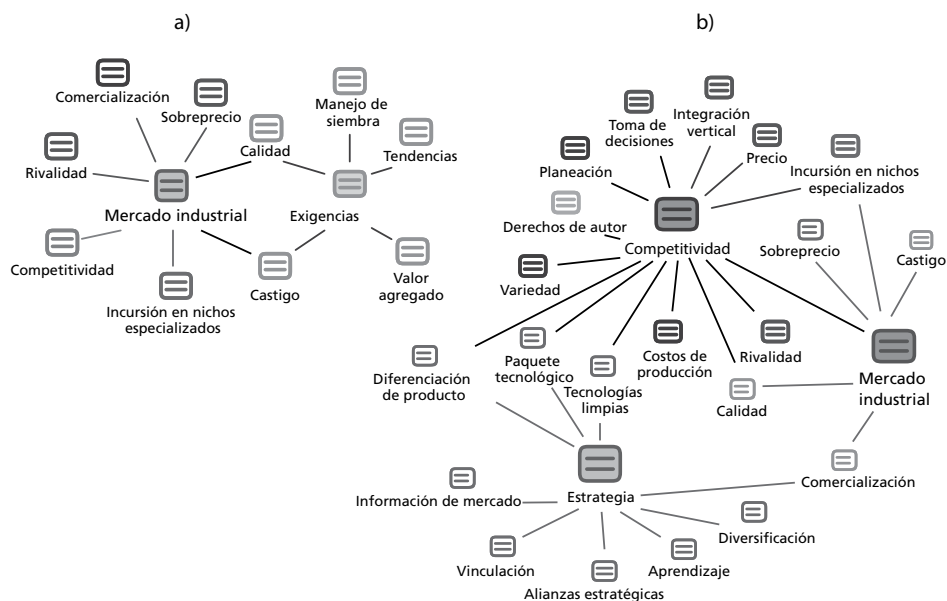 a)
Comercialización
Sobreprecio
Manejo de
siembra
Rivalidad
Calidad
Tendencias
Mercado industrial
Exigencias
Competitividad
Castigo
Valor
agregado
Incursión en nichos
especializados
b)
Toma de
decisiones
Integración
vertical
Planeación
Precio
Incursión en nichos
especializados
Derechos de autor
Competitividad
Sobreprecio
Castigo
Variedad
Diferenciación
de producto
Paquete
tecnológico
Tecnologías
limpias
Costos de
producción
Rivalidad
Calidad
Mercado
industrial
Comercialización
Información de mercado
Estrategia
Diversificación
Vinculación
Alianzas estratégicas
Aprendizaje